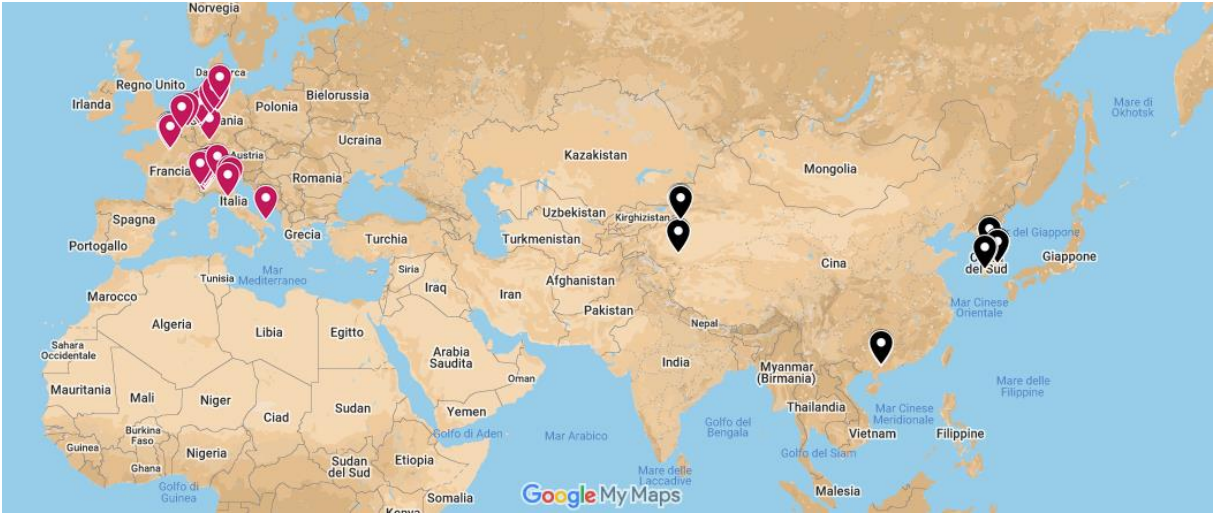 Norvegia
Mare di
Okhotsk
Regno Unito
Irlanda
Polonia
Bielorussia
Ucraina
Kazakistan
Mongolia
Francia
Austria
Romania
Italia
Spagna
Portogallo
Grecia
Turchia
Uzbekistan
Kirghizistan
Turkmenistan
Cina
del Giappone
del Sud
Giappone
Mar
Mediterraneo
Tunisia
Siria
Iraq
Iran
Afghanistan
Pakistan
Marocco
Algeria
Libia
Egitto
Nepal
Mar Cinese
Orientale
Sahara
Occidentale
Arabia
Saudita
Oman
India
Myanmar
(Birmania)
Mare delle
Filippine
Mauritania
Mali
Niger
Ciad
Sudan
Yemen
Thailandia
Mar Cinese
Meridionale
Burkina
Faso
Guinea
Ghana
Nigeria
Golfo di Aden
Mar Arabico
Golfo del
Bengala
Vietnam
Filippine
Golfo del Siam
Sudan
del Sud
Etiopia
Golfo di
Guinea
Somalia
Mare delle
Laccadive
Malesia
Google My Maps